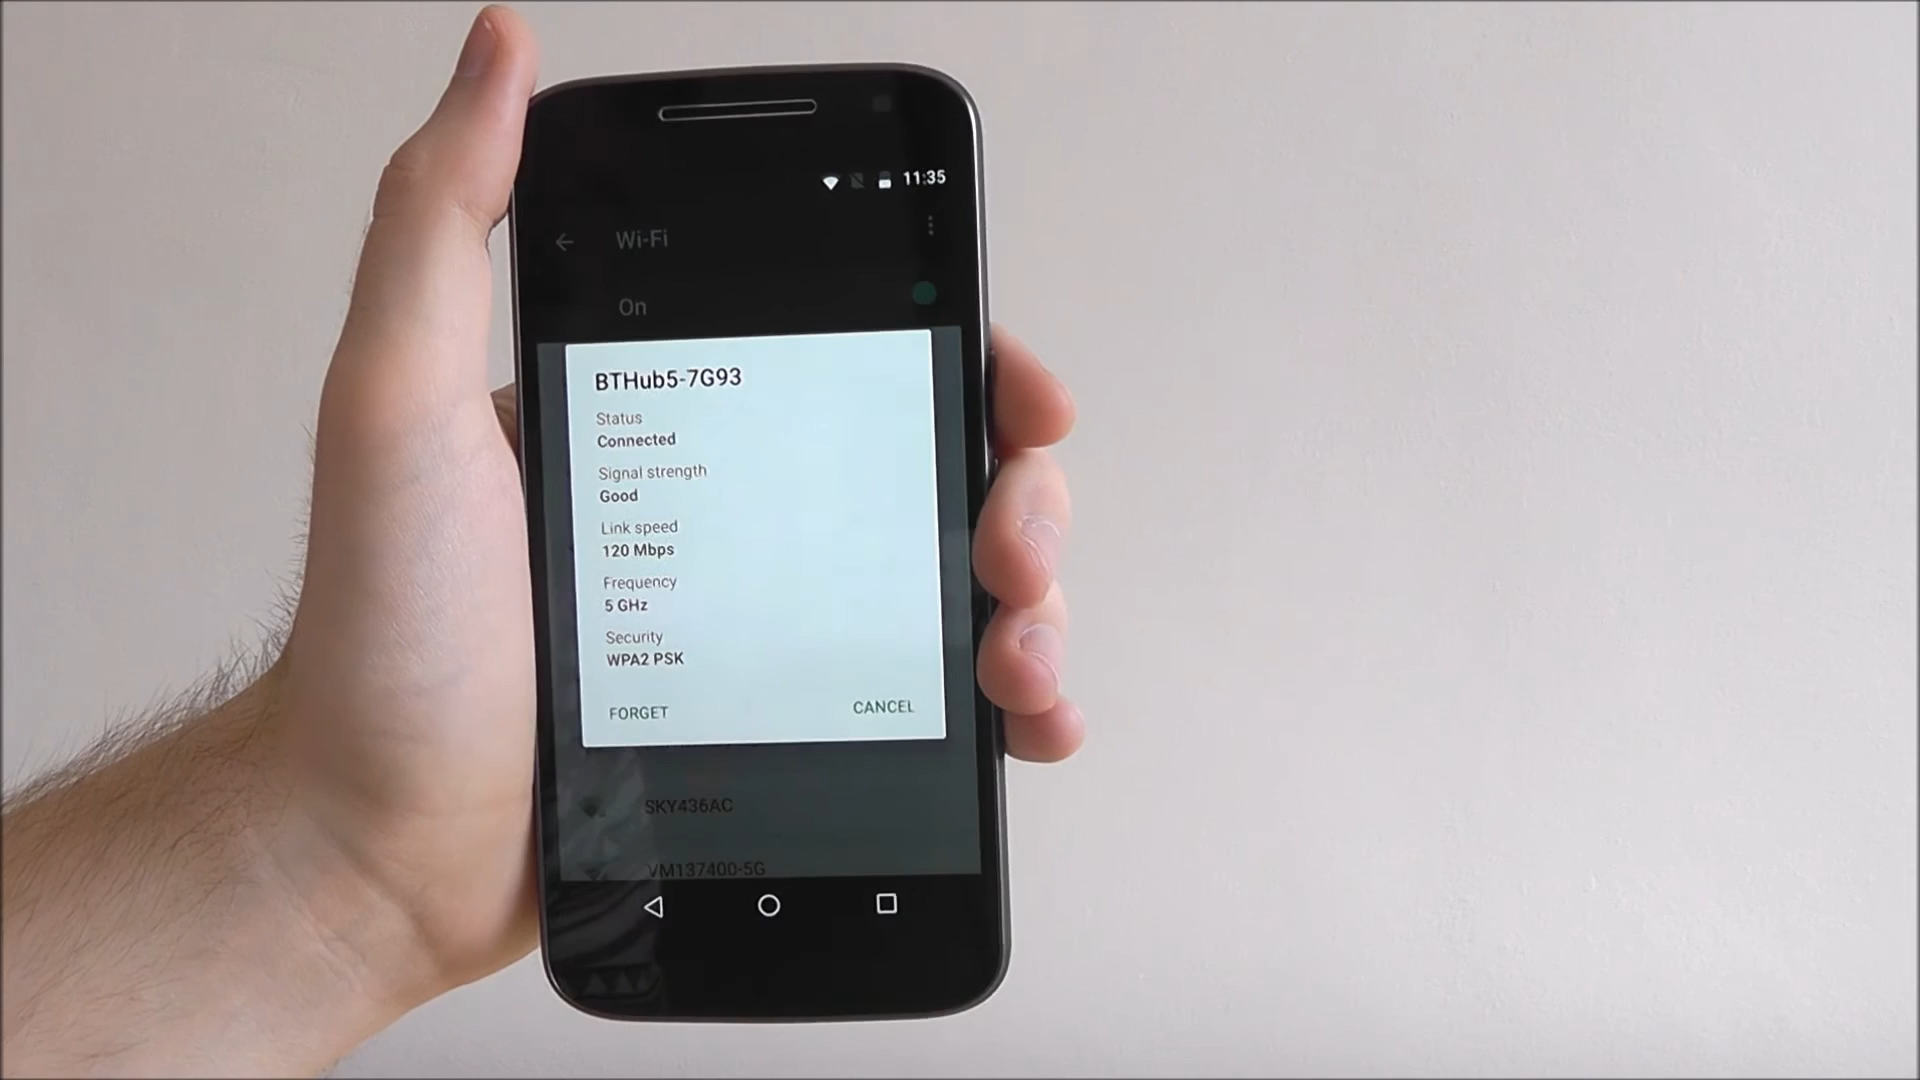 11:35
Wi-Fi
On
BTHub5-7G93
Status
Connected
Signal strength
Good
Link speed
120 Mbps
Frequency
5 GHz
Security
WPA2 PSK
FORGET CANCEL
SKY436AC
VM137400-5G